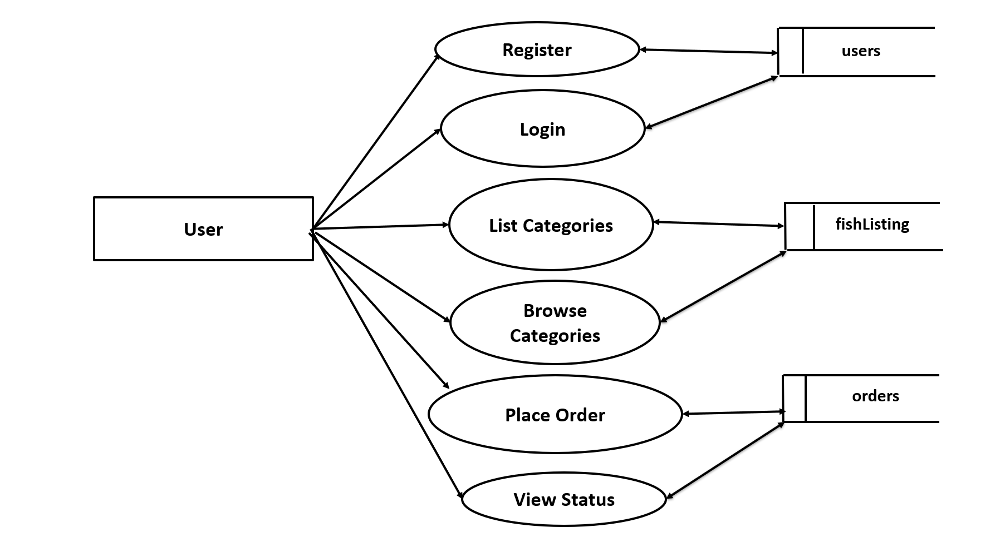 Register
users
Login
User
List Categories
fishListing
Browse
Categories
Place Order
orders
View Status